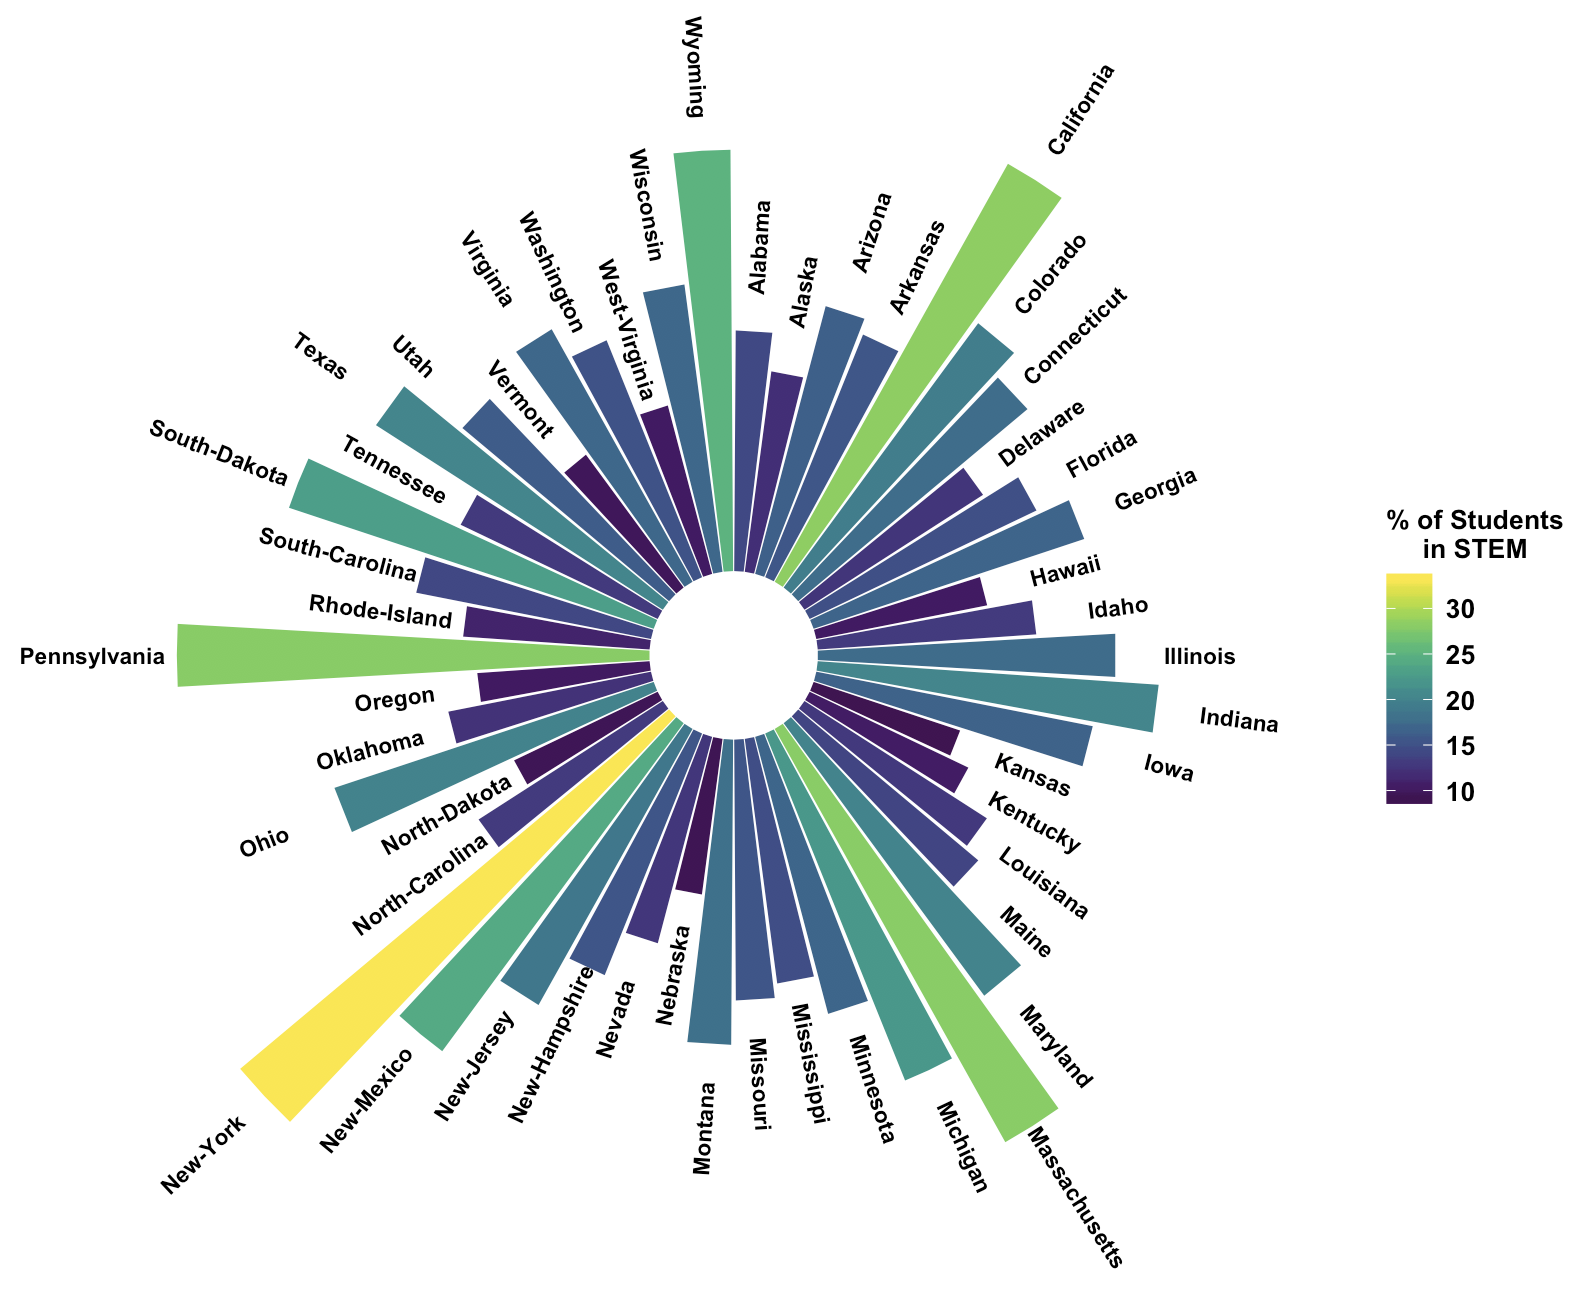 Wyoming
California
Wisconsin
Alabama
Arizona
Washington
Arkansas
Virginia
Colorado
Alaska
West-Virginia
Connecticut
Texas
Utah
Vermont
Delaware
Florida
South-Dakota
Tennessee
Georgia
South-Carolina
Hawaii
Rhode-Island
Idaho
Pennsylvania
Illinois
Oregon
Indiana
Oklahoma
Iowa
Kansas
North-Dakota
Ohio
Kentucky
North-Carolina
Louisiana
Maine
Nebraska
Nevada
New-Hampshire
New-Jersey
New-Mexico
New-York
Montana
Missouri
Mississippi
Minnesota
Maryland
Michigan
Massachusetts
% of Students
in STEM
30
25
20
15
10